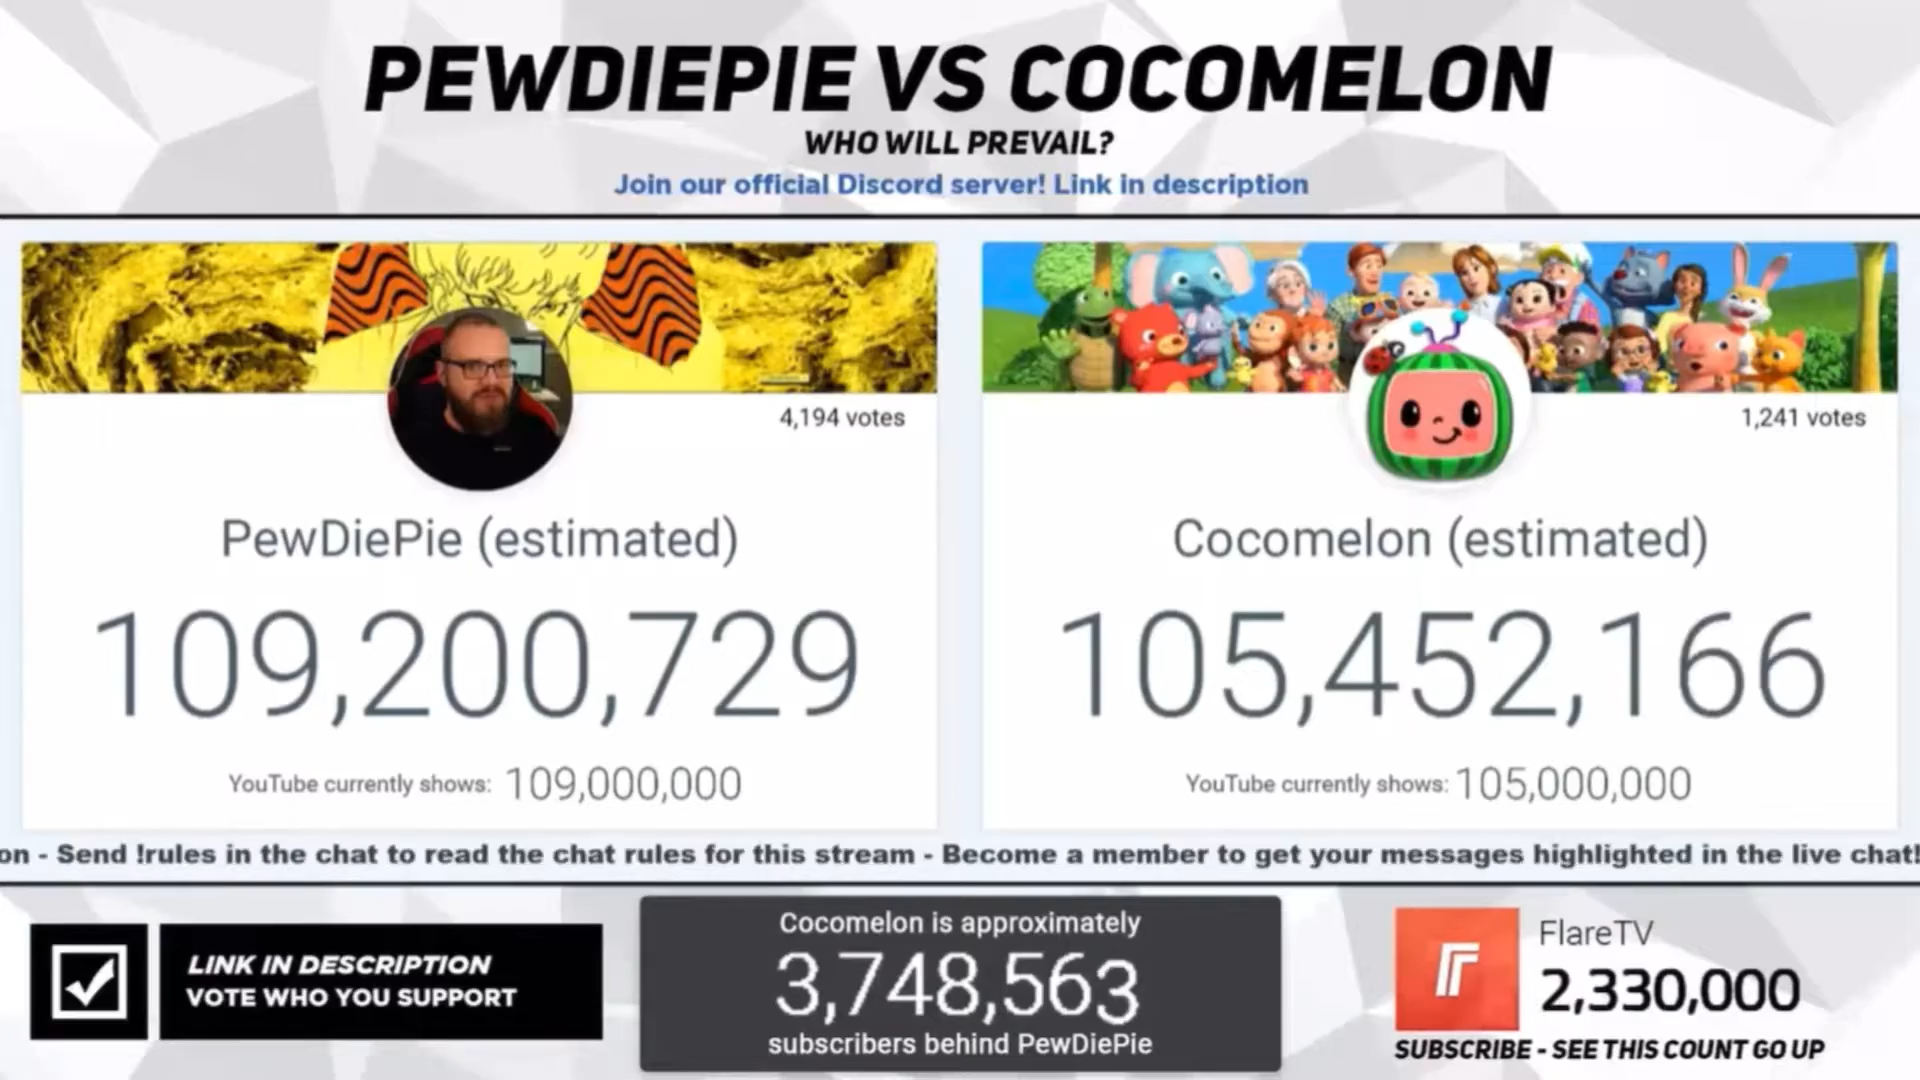 PEWDIEPIE VS COCOMELON
WHO WILL PREVAIL?
Join our official Discord server! Link in description
4,194 votes
PewDiePie (estimated)
109,200,729
YouTube currently shows: 109,000,000
1,241 votes
Cocomelon (estimated)
105,452,166
YouTube currently shows: 105,000,000
on - Send !rules in the chat to read the chat rules for this stream - Become a member to get your messages highlighted in the live chat!
LINK IN DESCRIPTION
VOTE WHO YOU SUPPORT
Cocomelon is approximately
3,748,563
subscribers behind PewDiePie
FlareTV
2,330,000
SUBSCRIBE - SEE THIS COUNT GO UP